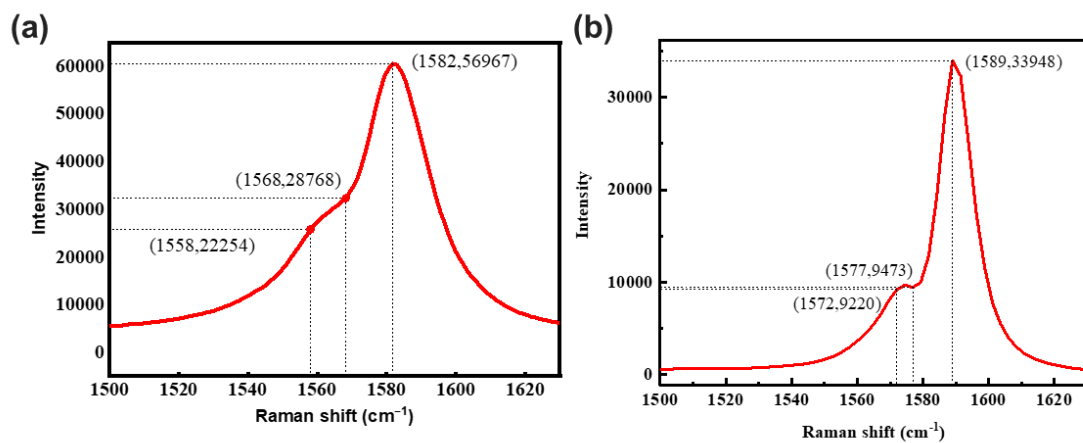 (a)
60000
50000
40000
30000
20000
10000
0
Intensity
(1582,56967)
(1568,28768)
(1558,22254)
1500 1520 1540 1560 1580 1600 1620
Raman shift (cm⁻¹)
(b)
30000
20000
10000
0
Intensity
(1589,33948)
(1577,9473)
(1572,9220)
1500 1520 1540 1560 1580 1600 1620
Raman shift (cm⁻¹)